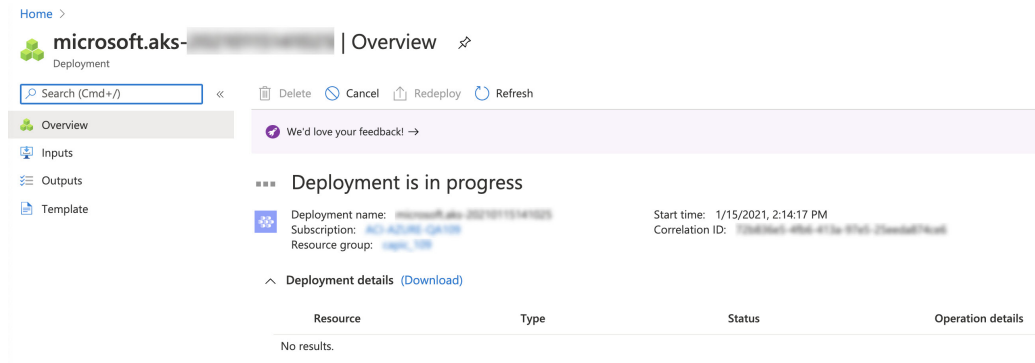 Home >
microsoft.aks- | Overview
Deployment
Search (Cmd+/) «
Delete Cancel Redeploy Refresh
Overview
We'd love your feedback! →
Inputs
Outputs
Template
Deployment is in progress
Deployment name:
Start time: 1/15/2021, 2:14:17 PM
Subscription:
Correlation ID:
Resource group:
Deployment details (Download)
Resource Type Status Operation details
No results.